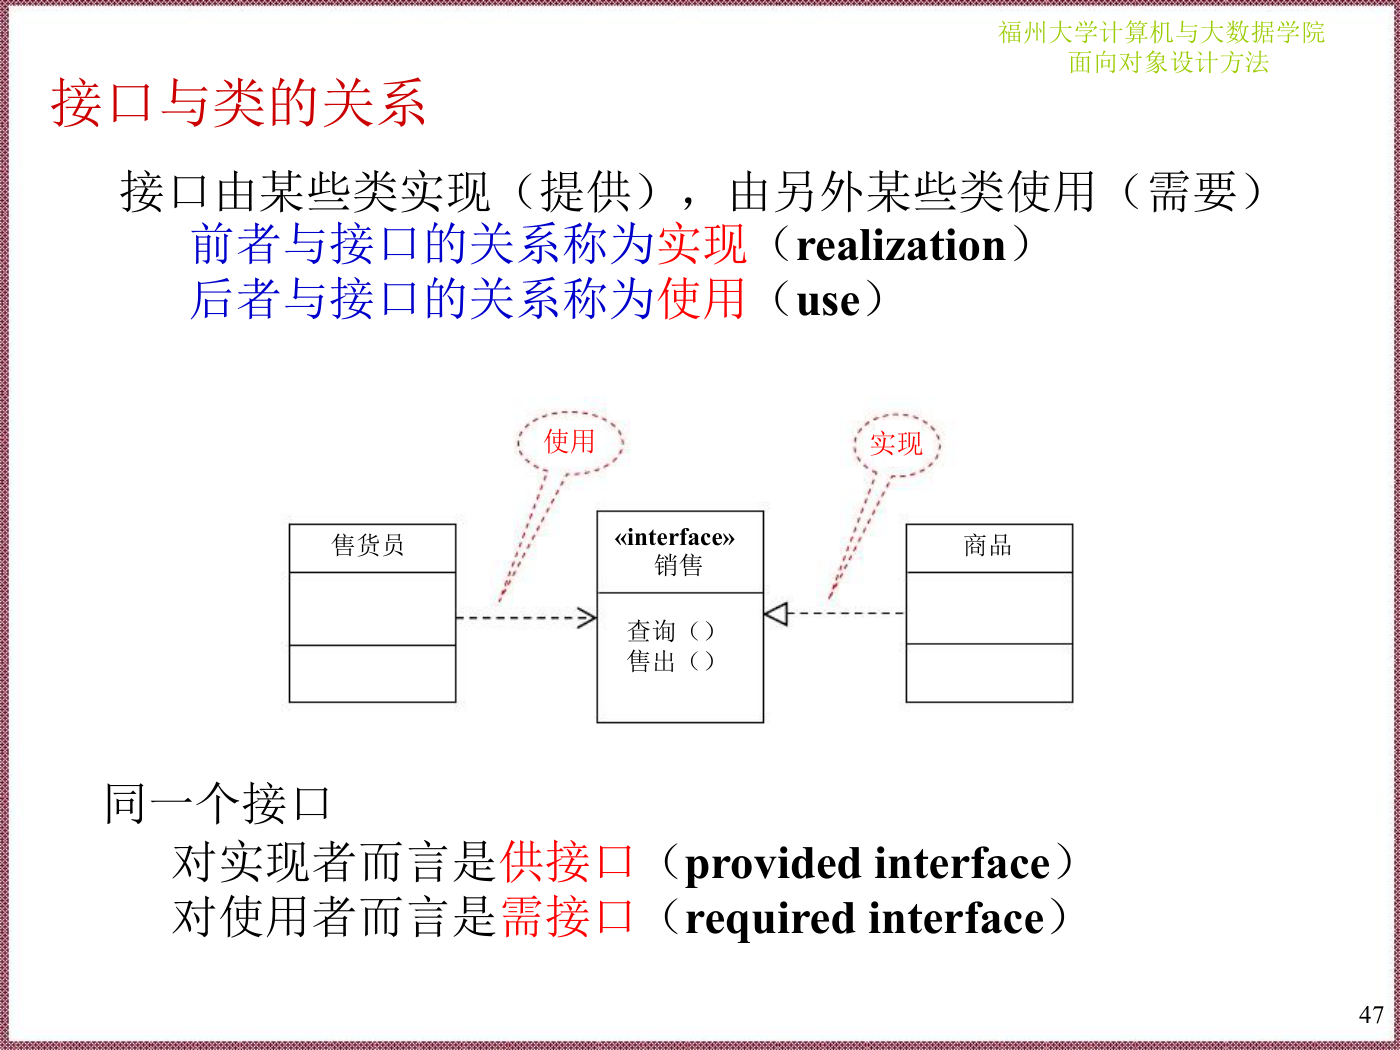 福州大学计算机与大数据学院
面向对象设计方法
接口与类的关系
接口由某些类实现（提供），由另外某些类使用（需要）
前者与接口的关系称为实现（realization）
后者与接口的关系称为使用（use）
使用
实现
售货员
«interface»
销售
商品
查询（）
售出（）
同一个接口
对实现者而言是供接口（provided interface）
对使用者而言是需接口（required interface）
47